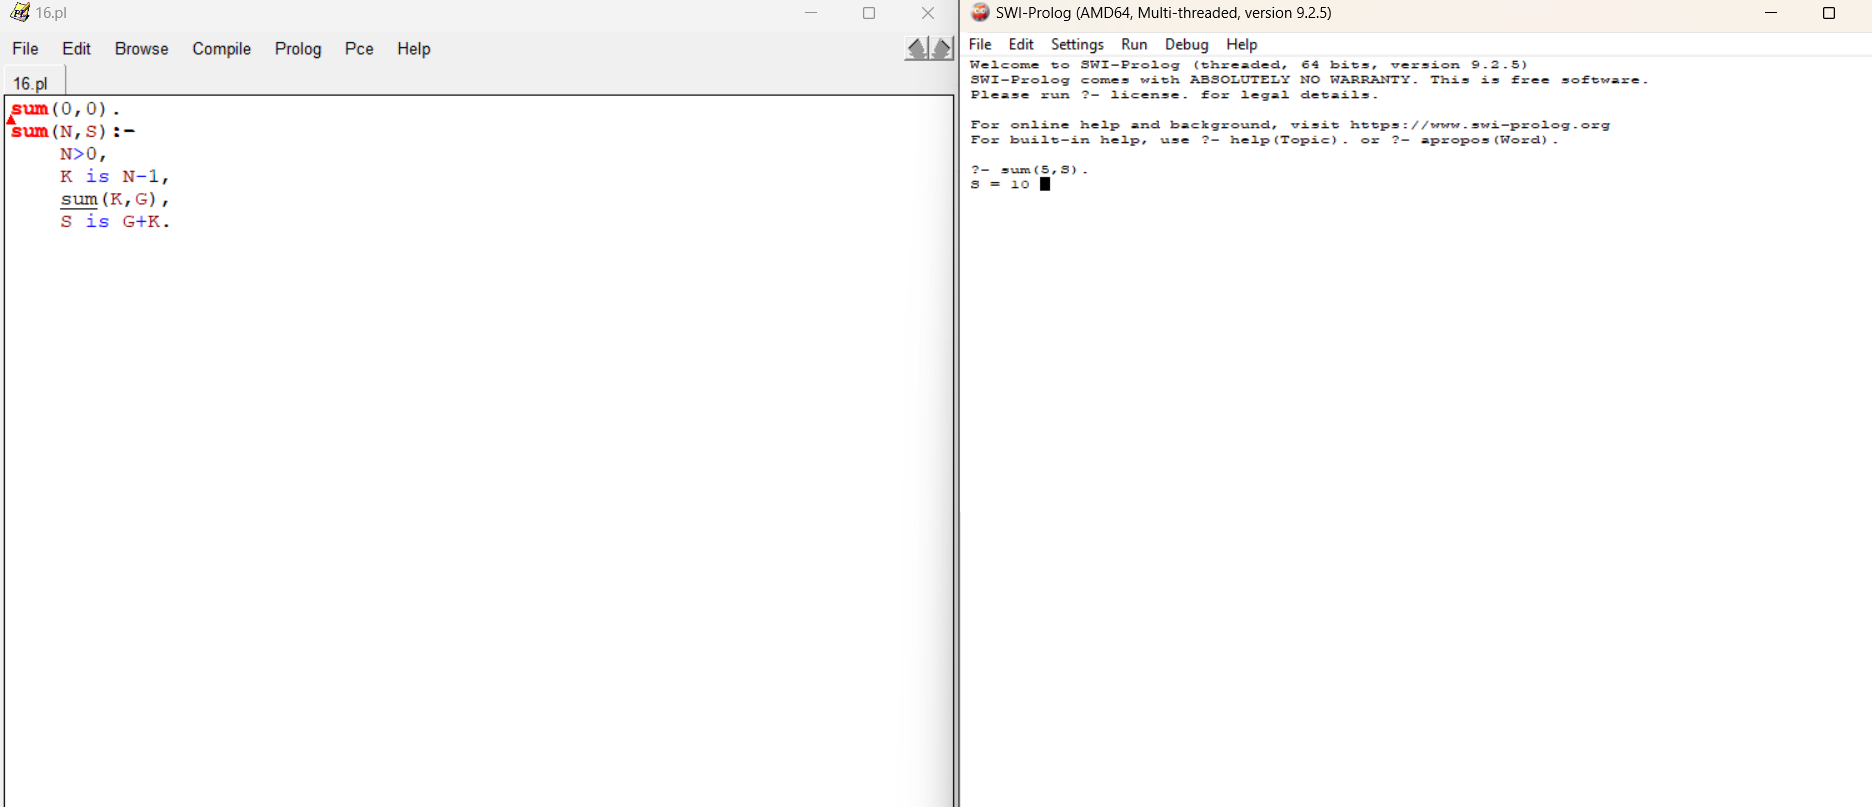 16.pl
File Edit Browse Compile Prolog Pce Help
16.pl
sum(0,0).
sum(N,S):-
N>0,
K is N-1,
sum(K,G),
S is G+K.
SWI-Prolog (AMD64, Multi-threaded, version 9.2.5)
File Edit Settings Run Debug Help
Welcome to SWI-Prolog (threaded, 64 bits, version 9.2.5)
SWI-Prolog comes with ABSOLUTELY NO WARRANTY. This is free software.
Please run ?- license. for legal details.
For online help and background, visit https://www.swi-prolog.org
For built-in help, use ?- help(Topic). or ?- apropos(Word).
?- sum(5,S).
S = 10